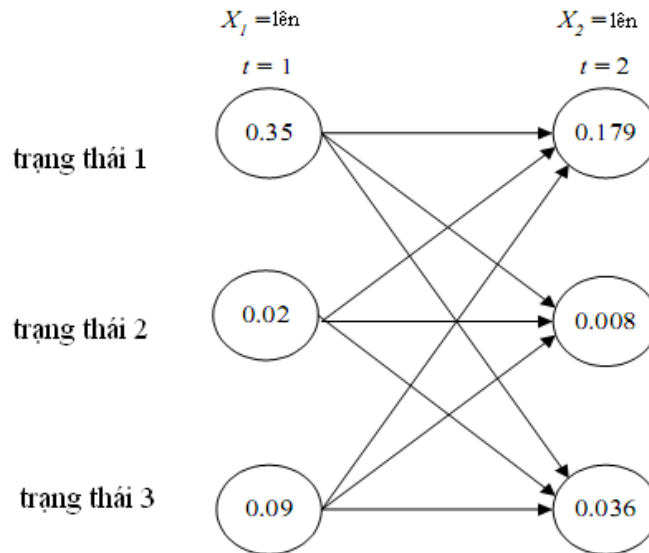 X₁ = lên X₂ = lên
t = 1 t = 2
trạng thái 1 0.35 0.179
trạng thái 2 0.02 0.008
trạng thái 3 0.09 0.036